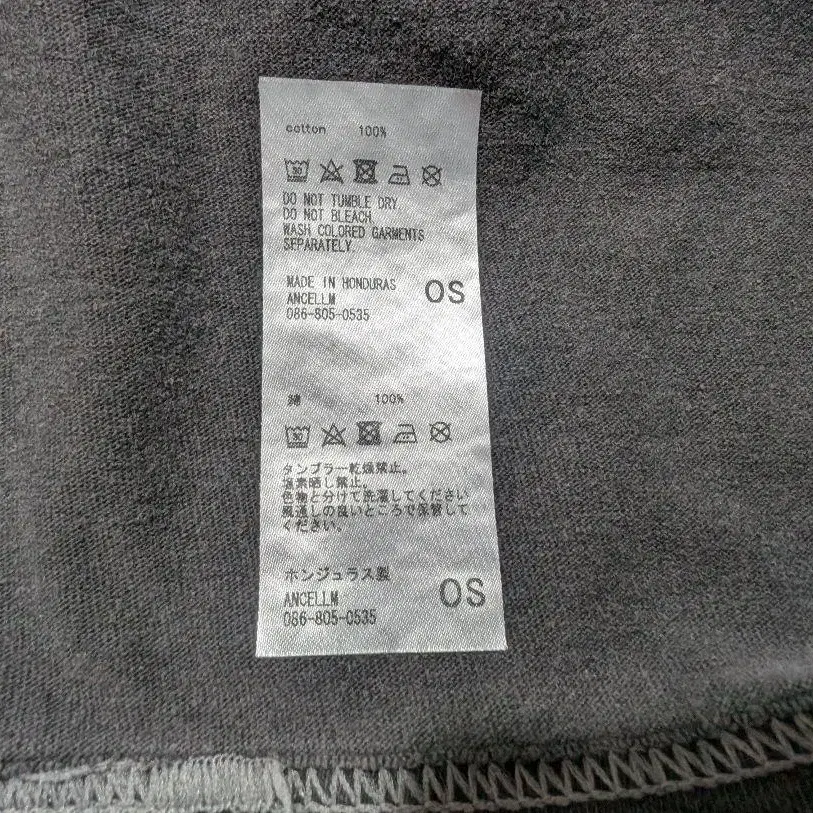 cotton 100%
30
DO NOT TUMBLE DRY
DO NOT BLEACH
WASH COLORED GARMENTS
SEPARATELY.
MADE IN HONDURAS
OS
ANCELLM
086-805-0535
綿 100%
30
タンブラー乾燥禁止。
塩素晒し禁止。
色物と分けて洗濯してください
風通しの良いところで保管して
ください。
ホンジュラス製
OS
ANCELLM
086-805-0535